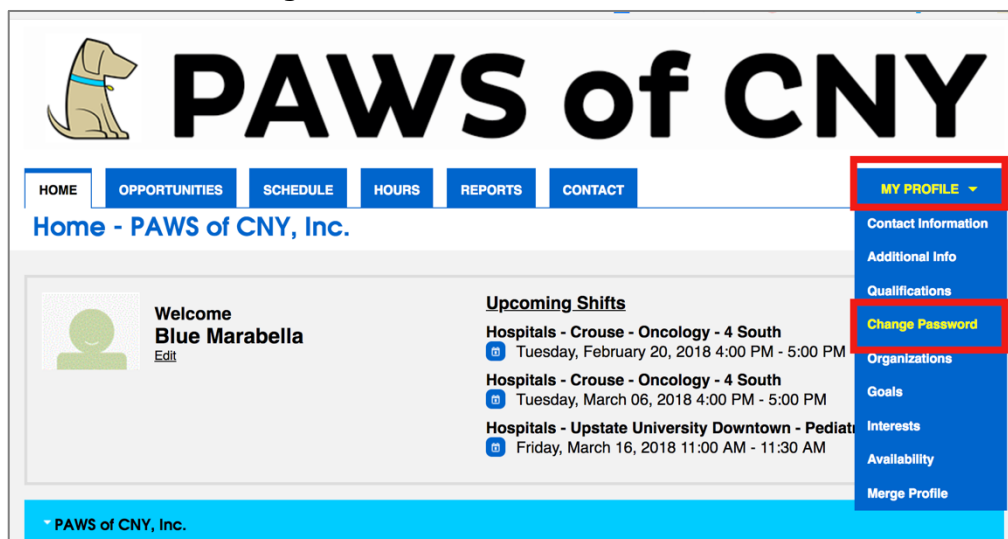 PAWS of CNY
HOME OPPORTUNITIES SCHEDULE HOURS REPORTS CONTACT MY PROFILE
Home - PAWS of CNY, Inc.
Contact Information
Additional Info
Qualifications
Change Password
Organizations
Goals
Interests
Availability
Merge Profile
Welcome
Blue Marabella
Edit
Upcoming Shifts
Hospitals - Crouse - Oncology - 4 South
Tuesday, February 20, 2018 4:00 PM - 5:00 PM
Hospitals - Crouse - Oncology - 4 South
Tuesday, March 06, 2018 4:00 PM - 5:00 PM
Hospitals - Upstate University Downtown - Pediatr
Friday, March 16, 2018 11:00 AM - 11:30 AM
PAWS of CNY, Inc.